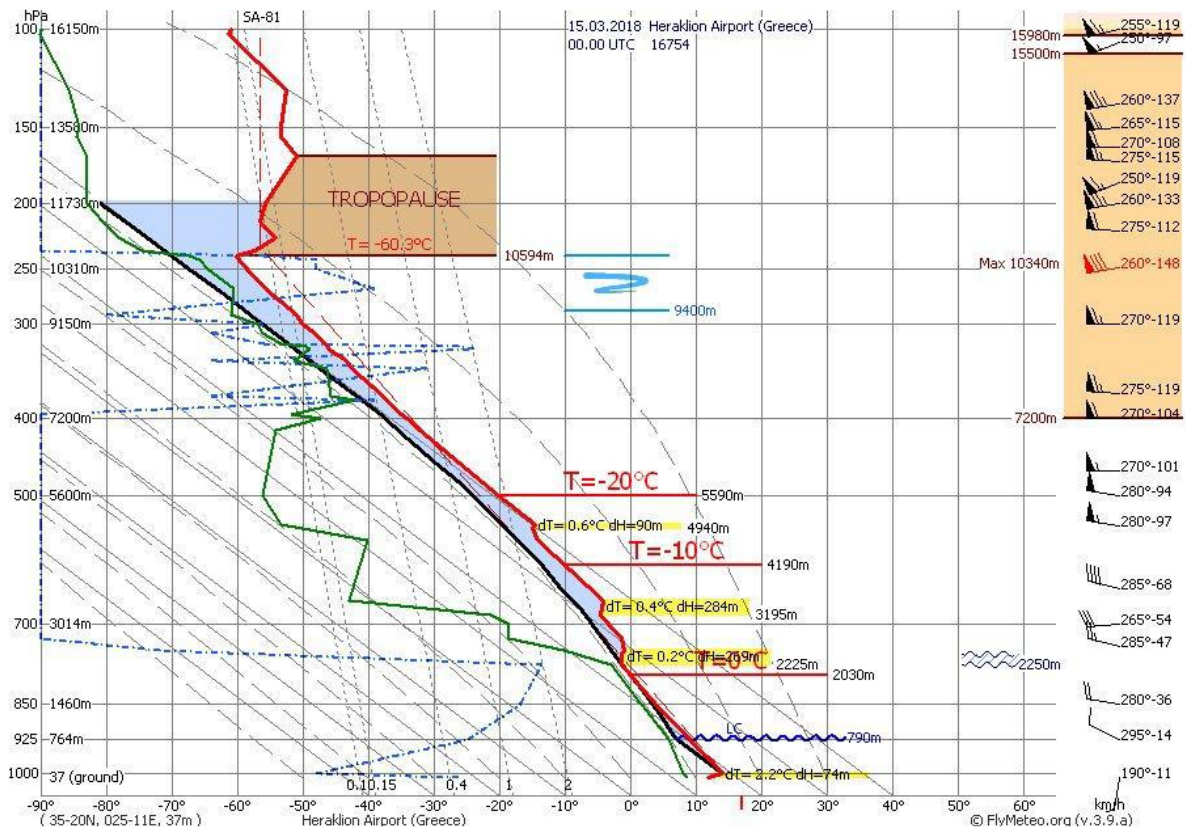 hPa
SA-81
15.03.2018 Heraklion Airport (Greece)
00.00 UTC 16754
100 16150m
15980m
255°-119
250°-97
15500m
260°-137
150 13580m
265°-115
270°-108
275°-115
TROPOPAUSE
250°-119
200 11730m
260°-133
275°-112
T= -60.3°C
10594m
250 10310m
Max 10340m
260°-148
9400m
300 9150m
270°-119
275°-119
400 7200m
7200m
270°-104
T=-20°C
270°-101
500 5600m
5590m
280°-94
dT= 0.6°C dH=90m
4940m
280°-97
T=-10°C
4190m
285°-68
dT= 0.4°C dH=284m
3195m
700 3014m
265°-54
285°-47
dT= 0.2°C dH=269m
T=0°C
2225m
2250m
2030m
850 1460m
280°-36
LC
925 764m
790m
295°-14
1000 37 (ground)
dT= 2.2°C dH=74m
190°-11
0.1 0.15 0.4 1 2
-90° -80° -70° -60° -50° -40° -30° -20° -10° 0° 10° 20° 30° 40° 50° 60°
km/h
( 35-20N, 025-11E, 37m )
Heraklion Airport (Greece)
© FlyMeteo.org (v.3.9.a)